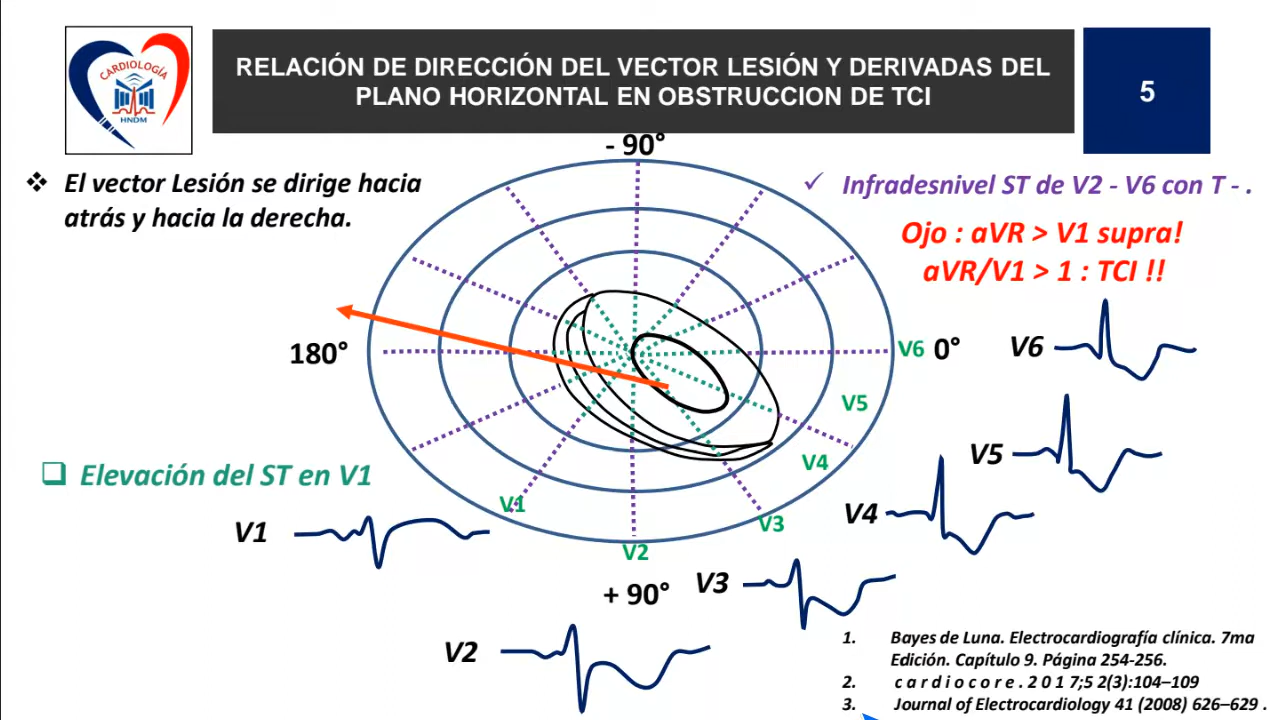 CARDIOLOGÍA
HNDM
RELACIÓN DE DIRECCIÓN DEL VECTOR LESIÓN Y DERIVADAS DEL
PLANO HORIZONTAL EN OBSTRUCCION DE TCI
5
❖ El vector Lesión se dirige hacia
atrás y hacia la derecha.
- 90°
✓ Infradesnivel ST de V2 - V6 con T - .
Ojo : aVR > V1 supra!
aVR/V1 > 1 : TCI !!
180°
V6 0°
V6
V5
V5
V4
❑ Elevación del ST en V1
V1
V1
V4
V3
V2
+ 90°
V3
V2
1. Bayes de Luna. Electrocardiografía clínica. 7ma
Edición. Capítulo 9. Página 254-256.
2. c a r d i o c o r e . 2 0 1 7;5 2(3):104–109
3. Journal of Electrocardiology 41 (2008) 626–629 .